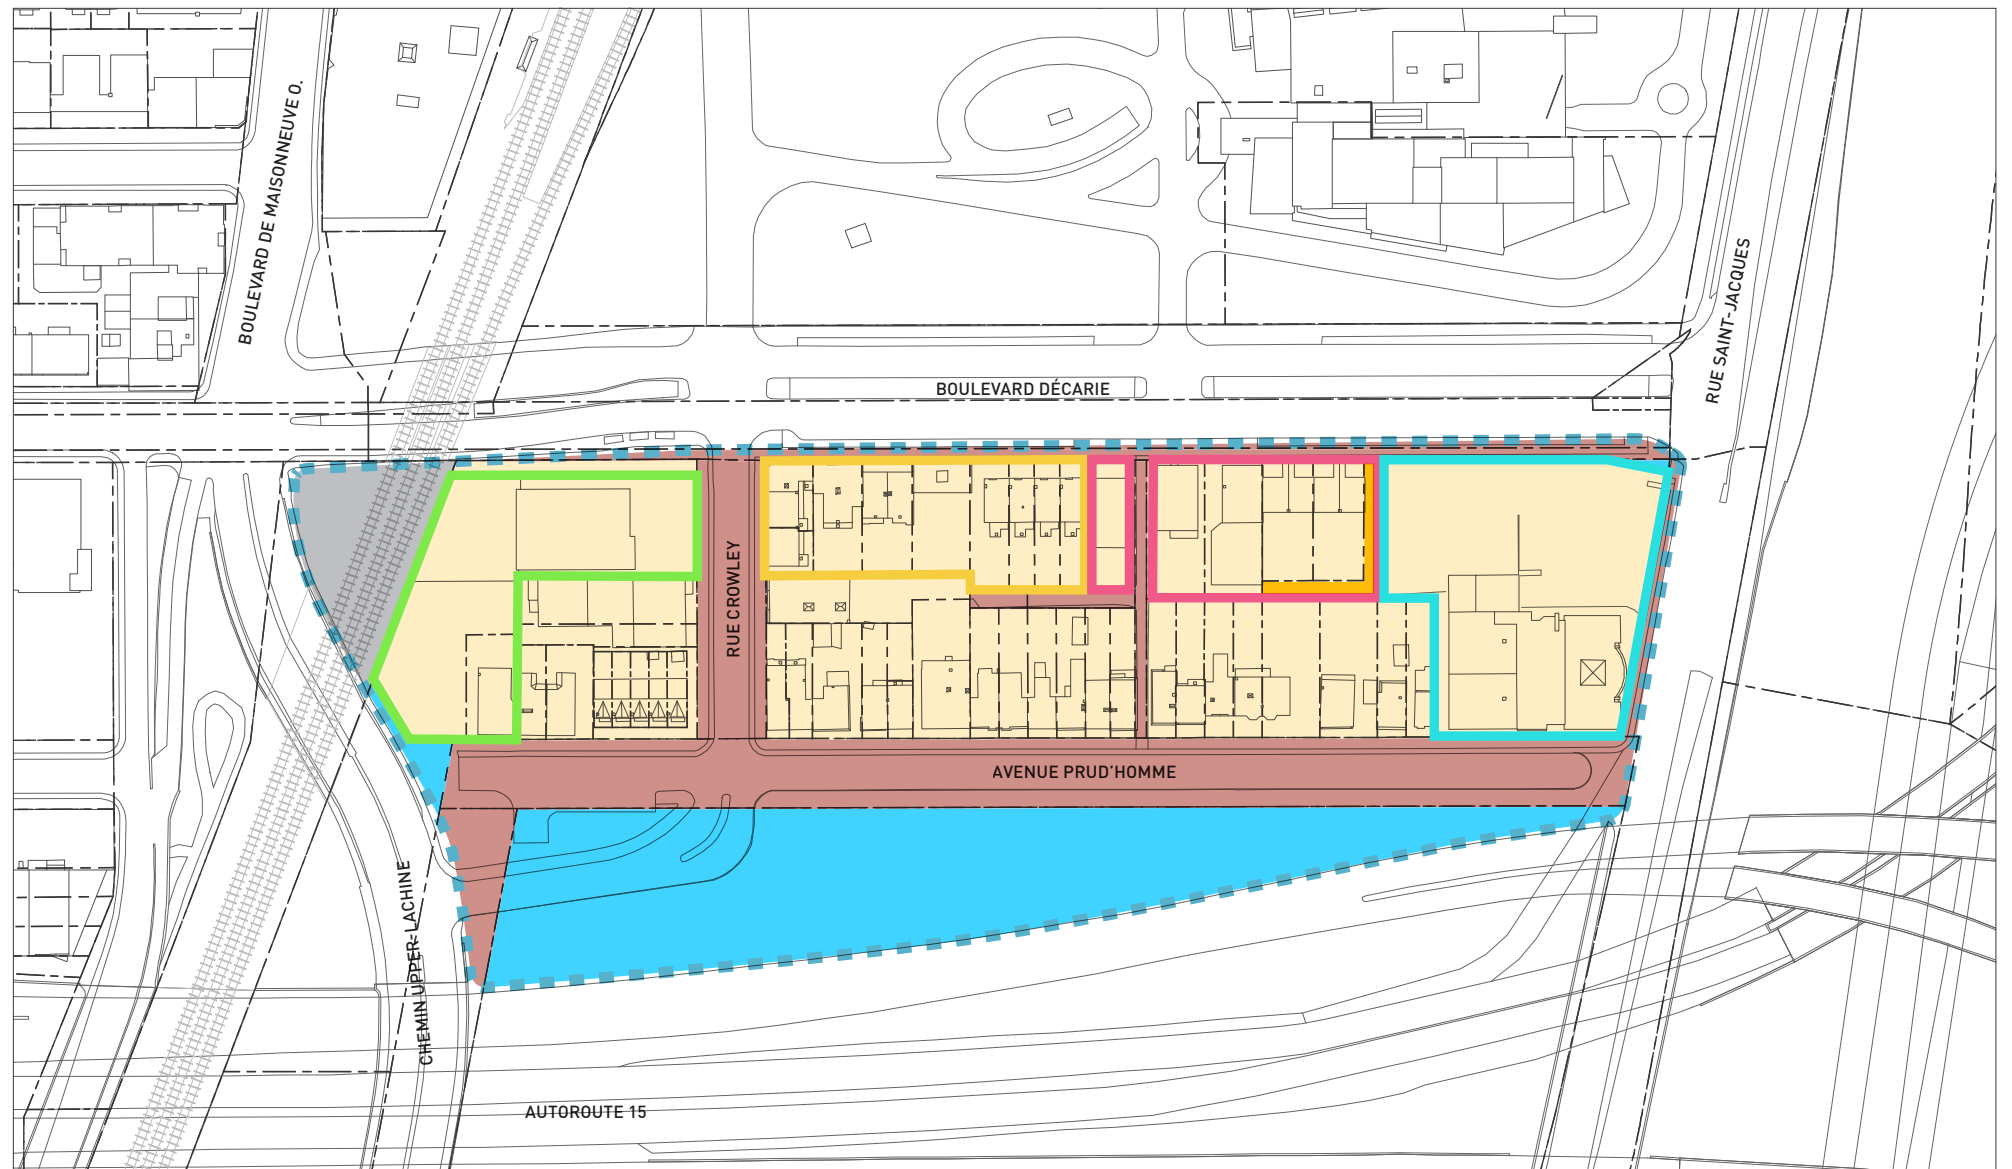 BOULEVARD DE MAISONNEUVE O.
RUE SAINT-JACQUES
BOULEVARD DÉCARIE
RUE CROWLEY
AVENUE PRUD'HOMME
CHEMIN UPPER-LACHINE
AUTOROUTE 15